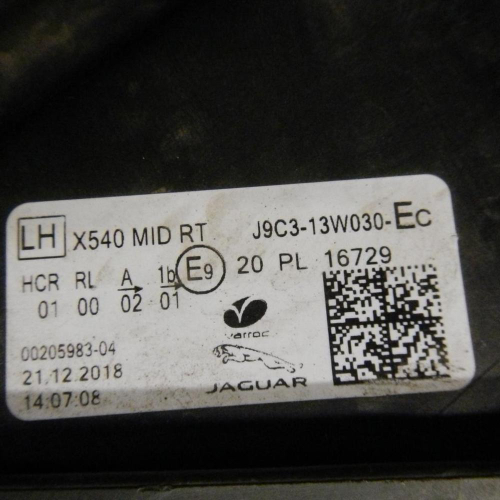 LH X540 MID RT J9C3-13W030-EC
HCR RL A 1b E9 20 PL 16729
01 00 02 01
varroc
00205983-04
21.12.2018 JAGUAR
14:07:08